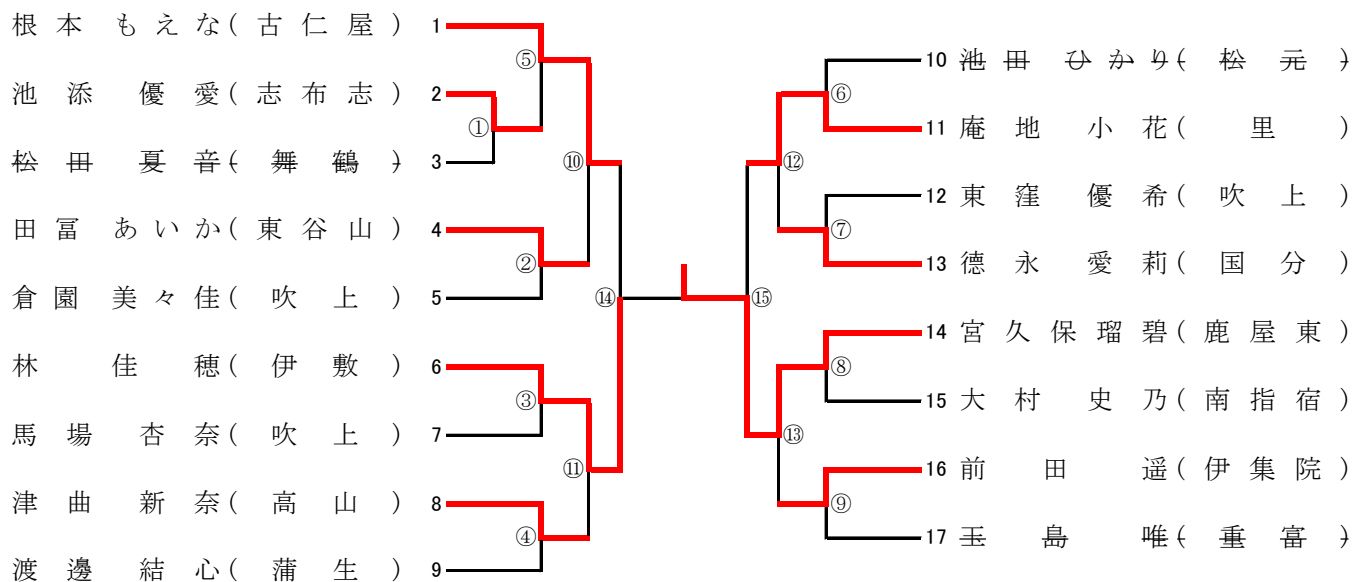 根本もえな(古仁屋) 1
池添優愛(志布志) 2
松田夏音(舞鶴) 3
田冨あいか(東谷山) 4
倉園美々佳(吹上) 5
林佳穂(伊敷) 6
馬場杏奈(吹上) 7
津曲新奈(高山) 8
渡邊結心(蒲生) 9
⑤
①
⑩
②
⑭
③
⑪
④
⑮
⑥
⑫
⑦
⑧
⑬
⑨
10 池田ひかり(松元)
11 庵地小花(里)
12 東窪優希(吹上)
13 德永愛莉(国分)
14 宮久保瑠碧(鹿屋東)
15 大村史乃(南指宿)
16 前田遥(伊集院)
17 玉島唯(重富)